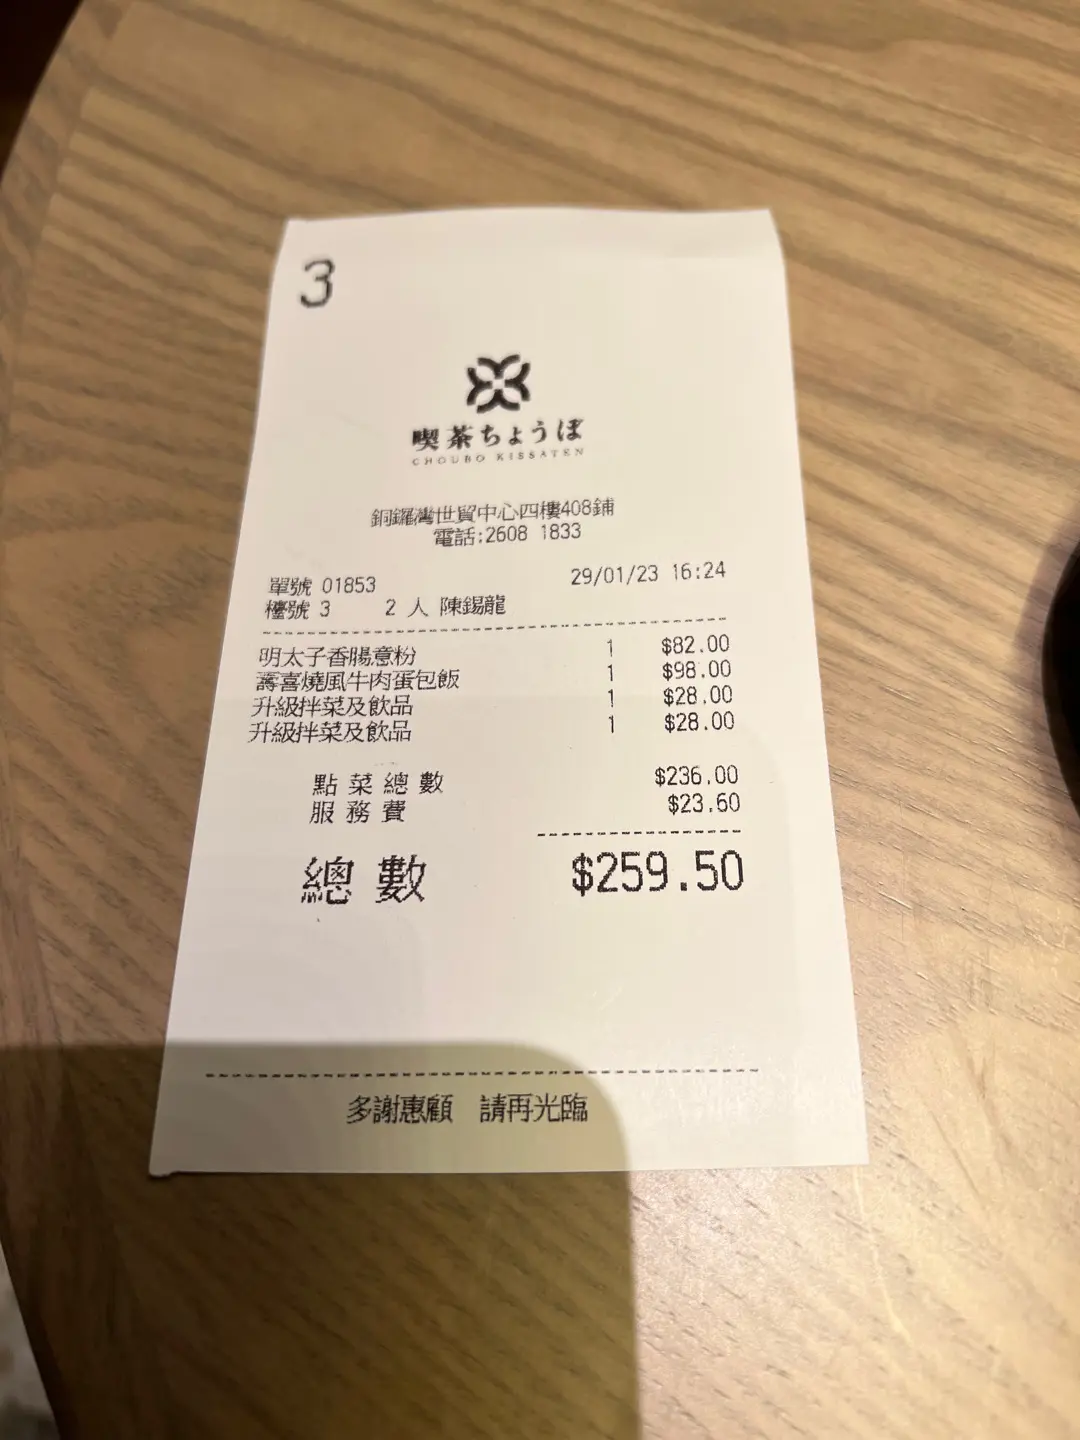 3
喫茶ちょうぼ
CHOUBO KISSATEN
銅鑼灣世貿中心四樓408鋪
電話:2608 1833
單號 01853 29/01/23 16:24
檯號 3 2 人 陳錫龍
明太子香腸意粉 1 $82.00
壽喜燒風牛肉蛋包飯 1 $98.00
升級拌菜及飲品 1 $28.00
升級拌菜及飲品 1 $28.00
點菜總數 $236.00
服務費 $23.60
總數 $259.50
多謝惠顧 請再光臨